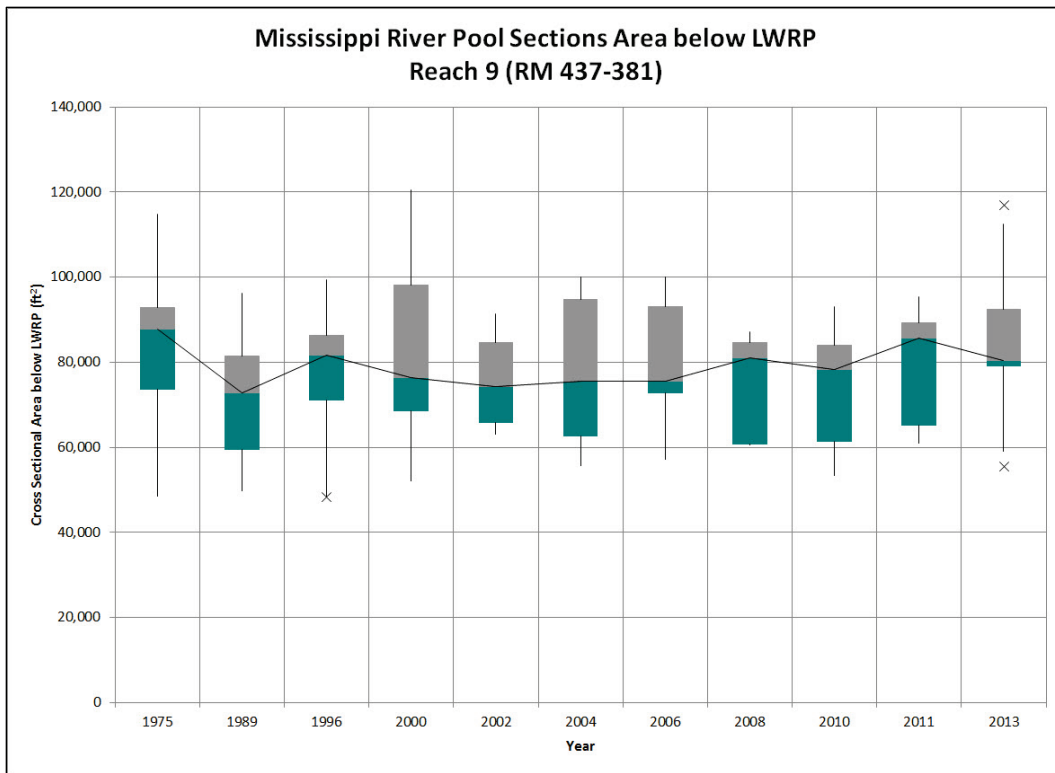 Mississippi River Pool Sections Area below LWRP
Reach 9 (RM 437-381)
140,000
120,000
100,000
80,000
60,000
40,000
20,000
0
Cross Sectional Area below LWRP (ft²)
1975 1989 1996 2000 2002 2004 2006 2008 2010 2011 2013
Year